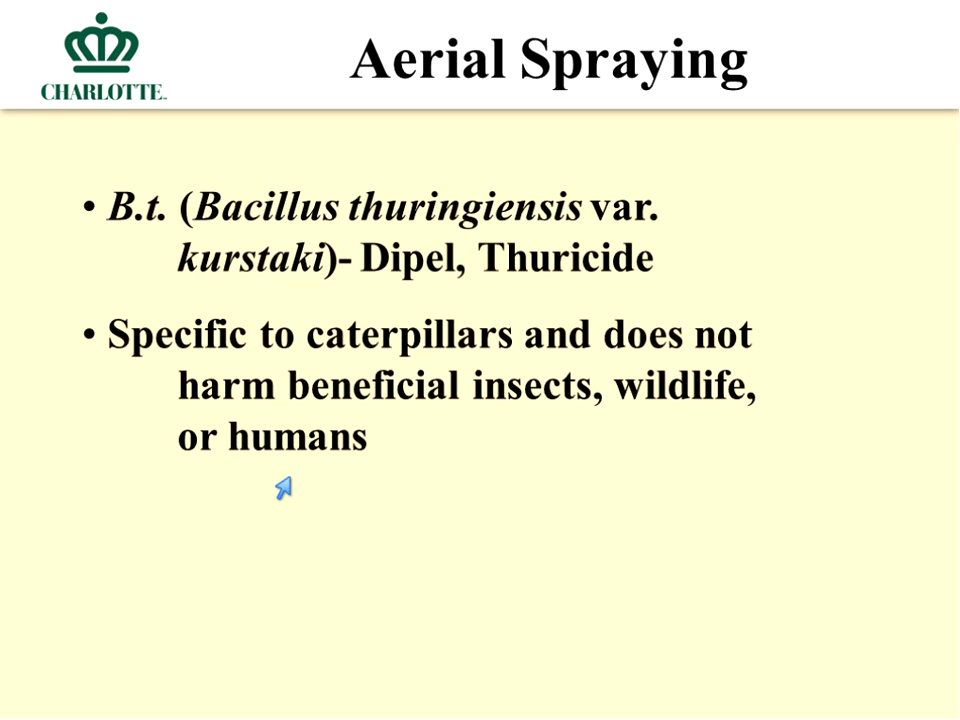 CHARLOTTE™
Aerial Spraying
• B.t. (Bacillus thuringiensis var.
kurstaki)- Dipel, Thuricide
• Specific to caterpillars and does not
harm beneficial insects, wildlife,
or humans